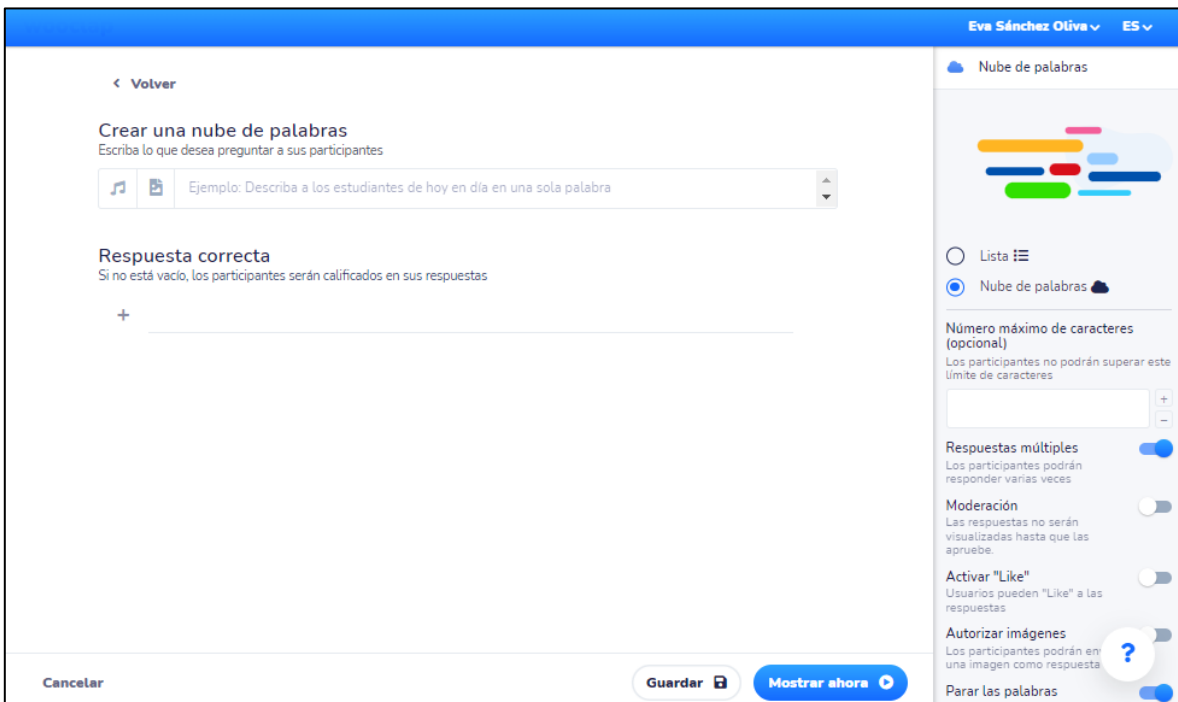 Eva Sánchez Oliva
ES
Volver
Crear una nube de palabras
Escriba lo que desea preguntar a sus participantes
Ejemplo: Describa a los estudiantes de hoy en día en una sola palabra
Respuesta correcta
Si no está vacío, los participantes serán calificados en sus respuestas
+
Cancelar
Guardar
Mostrar ahora
Nube de palabras
Lista
Nube de palabras
Número máximo de caracteres
(opcional)
Los participantes no podrán superar este
límite de caracteres
+
−
Respuestas múltiples
Los participantes podrán
responder varias veces
Moderación
Las respuestas no serán
visualizadas hasta que las
apruebe.
Activar "Like"
Usuarios pueden "Like" a las
respuestas
Autorizar imágenes
Los participantes podrán
una imagen como respuesta
?
Parar las palabras